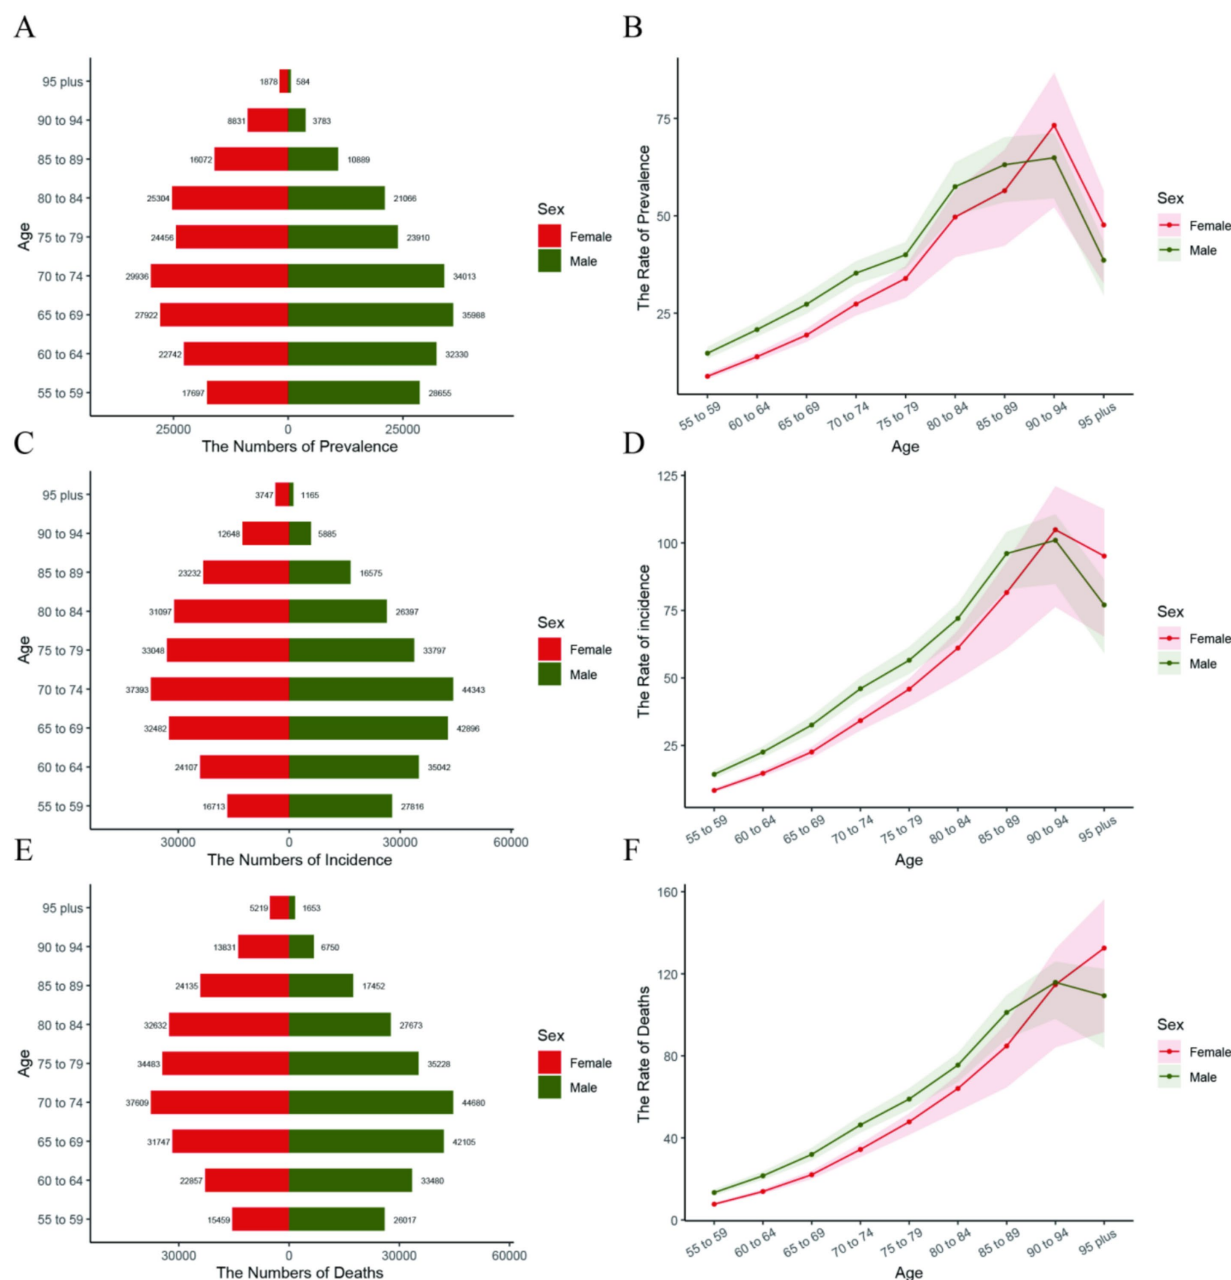 A
95 plus 1878 584
90 to 94 8831 3783
85 to 89 16072 10889
80 to 84 25304 21066
75 to 79 24456 23910
70 to 74 29936 34013
65 to 69 27922 35988
60 to 64 22742 32330
55 to 59 17697 28655
Age
25000 0 25000
The Numbers of Prevalence
Sex
Female
Male
B
The Rate of Prevalence
75
50
25
55 to 59 60 to 64 65 to 69 70 to 74 75 to 79 80 to 84 85 to 89 90 to 94 95 plus
Age
Sex
Female
Male
C
95 plus 3747 1165
90 to 94 12648 5885
85 to 89 23232 16575
80 to 84 31097 26397
75 to 79 33048 33797
70 to 74 37393 44343
65 to 69 32482 42896
60 to 64 24107 35042
55 to 59 16713 27816
Age
30000 0 30000 60000
The Numbers of Incidence
Sex
Female
Male
D
The Rate of incidence
125
100
75
50
25
55 to 59 60 to 64 65 to 69 70 to 74 75 to 79 80 to 84 85 to 89 90 to 94 95 plus
Age
Sex
Female
Male
E
95 plus 5219 1653
90 to 94 13831 6750
85 to 89 24135 17452
80 to 84 32632 27673
75 to 79 34483 35228
70 to 74 37609 44680
65 to 69 31747 42105
60 to 64 22857 33480
55 to 59 15459 26017
Age
30000 0 30000 60000
The Numbers of Deaths
Sex
Female
Male
F
The Rate of Deaths
160
120
80
40
0
55 to 59 60 to 64 65 to 69 70 to 74 75 to 79 80 to 84 85 to 89 90 to 94 95 plus
Age
Sex
Female
Male